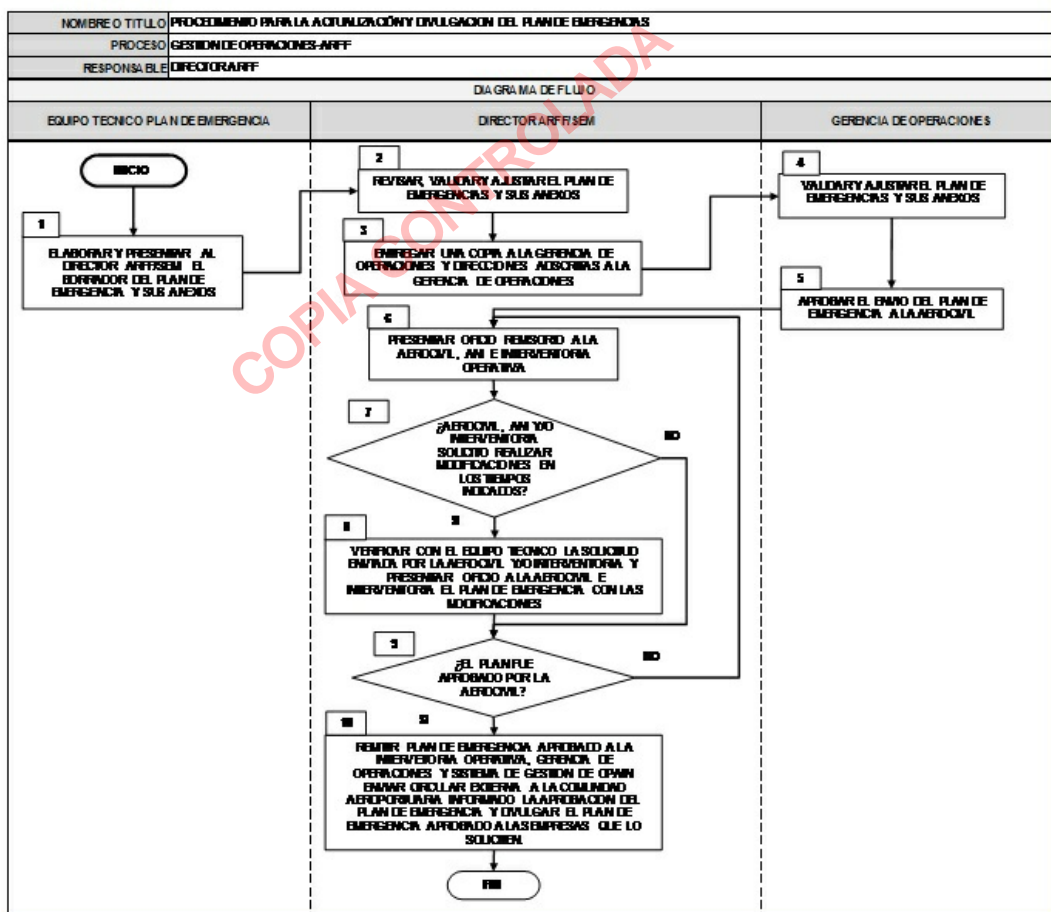 NOMBRE O TITULO PROCEDIMIENTO PARA LA ACTUALIZACIÓN Y DIVULGACION DEL PLAN DE EMERGENCIAS
PROCESO GESTION DE OPERACIONES-ARFF
RESPONSABLE DIRECTOR ARFF
DIAGRAMA DE FLUJO
EQUIPO TECNICO PLAN DE EMERGENCIA
DIRECTOR ARFF/SEM
GERENCIA DE OPERACIONES
INICIO
1
ELABORAR Y PRESENTAR AL
DIRECTOR ARFF/SEM EL
BORRADOR DEL PLAN DE
EMERGENCIA Y SUS ANEXOS
2
REVISAR, VALIDAR Y AJUSTAR EL PLAN DE
EMERGENCIAS Y SUS ANEXOS
3
ENTREGAR UNA COPIA A LA GERENCIA DE
OPERACIONES Y DIRECCIONES ADSCRITAS A LA
GERENCIA DE OPERACIONES
4
VALIDAR Y AJUSTAR EL PLAN DE
EMERGENCIAS Y SUS ANEXOS
5
APROBAR EL ENVIO DEL PLAN DE
EMERGENCIA A LA AEROCIVIL
6
PRESENTAR OFICIO REMISORIO A LA
AEROCIVIL, ANI E INTERVENTORIA
OPERATIVA
7
¿AEROCIVIL, ANI Y/O
INTERVENTORIA
SOLICITO REALIZAR
MODIFICACIONES EN
LOS TIEMPOS
INDICADOS?
NO
SI
8
VERIFICAR CON EL EQUIPO TECNICO LA SOLICITUD
ENVIADA POR LA AEROCIVIL Y/O INTERVENTORIA Y
PRESENTAR OFICIO A LA AEROCIVIL E
INTERVENTORIA EL PLAN DE EMERGENCIA CON LAS
MODIFICACIONES
9
¿EL PLAN FUE
APROBADO POR LA
AEROCIVIL?
NO
SI
10
REMITIR PLAN DE EMERGENCIA APROBADO A LA
INTERVETORIA OPERATIVA, GERENCIA DE
OPERACIONES Y SISTEMA DE GESTION DE OPAIN
ENVIAR CIRCULAR EXTERNA A LA COMUNIDAD
AEROPORTUARIA INFORMADO LA APROBACION DEL
PLAN DE EMERGENCIA Y DIVULGAR EL PLAN DE
EMERGENCIA APROBADO A LAS EMPRESAS QUE LO
SOLICITEN.
FIN
COPIA CONTROLADA